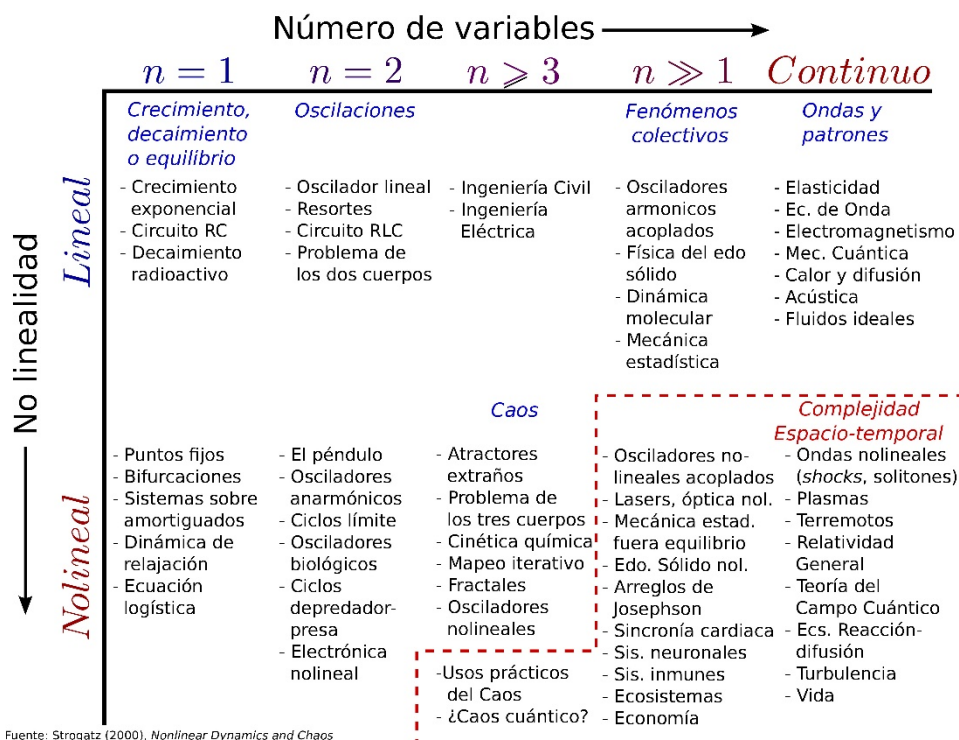 Número de variables
n = 1
n = 2
n ⩾ 3
n ≫ 1
Continuo
No linealidad
Lineal
Crecimiento,
decaimiento
o equilíbrio
- Crecimiento
exponencial
- Circuito RC
- Decaimiento
radioactivo
Oscilaciones
- Oscilador lineal
- Resortes
- Circuito RLC
- Problema de
los dos cuerpos
- Ingeniería Civil
- Ingeniería
Eléctrica
Fenómenos
colectivos
- Osciladores
armonicos
acoplados
- Física del edo
sólido
- Dinámica
molecular
- Mecánica
estadística
Ondas y
patrones
- Elasticidad
- Ec. de Onda
- Electromagnetismo
- Mec. Cuántica
- Calor y difusión
- Acústica
- Fluidos ideales
Nolineal
- Puntos fijos
- Bifurcaciones
- Sistemas sobre
amortiguados
- Dinámica de
relajación
- Ecuación
logística
- El péndulo
- Osciladores
anarmónicos
- Ciclos límite
- Osciladores
biológicos
- Ciclos
depredador-
presa
- Electrónica
nolineal
Caos
- Atractores
extraños
- Problema de
los tres cuerpos
- Cinética química
- Mapeo iterativo
- Fractales
- Osciladores
nolineales
-Usos prácticos
del Caos
- ¿Caos cuántico?
- Osciladores no-
lineales acoplados
- Lasers, óptica nol.
- Mecánica estad.
fuera equilibrio
- Edo. Sólido nol.
- Arreglos de
Josephson
- Sincronía cardiaca
- Sis. neuronales
- Sis. inmunes
- Ecosistemas
- Economía
Complejidad
Espacio-temporal
- Ondas nolineales
(shocks, solitones)
- Plasmas
- Terremotos
- Relatividad
General
- Teoría del
Campo Cuántico
- Ecs. Reacción-
difusión
- Turbulencia
- Vida
Fuente: Strogatz (2000), Nonlinear Dynamics and Chaos